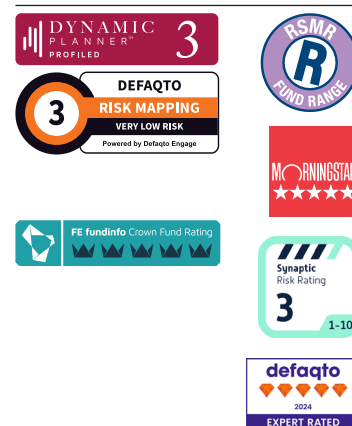 DYNAMIC
PLANNER™
PROFILED
3
3
DEFAQTO
RISK MAPPING
VERY LOW RISK
Powered by Defaqto Engage
FE fundinfo Crown Fund Rating
RSMR
R
FUND RANGE
MORNINGSTAR
Synaptic
Risk Rating
3
1-10
defaqto
2024
EXPERT RATED